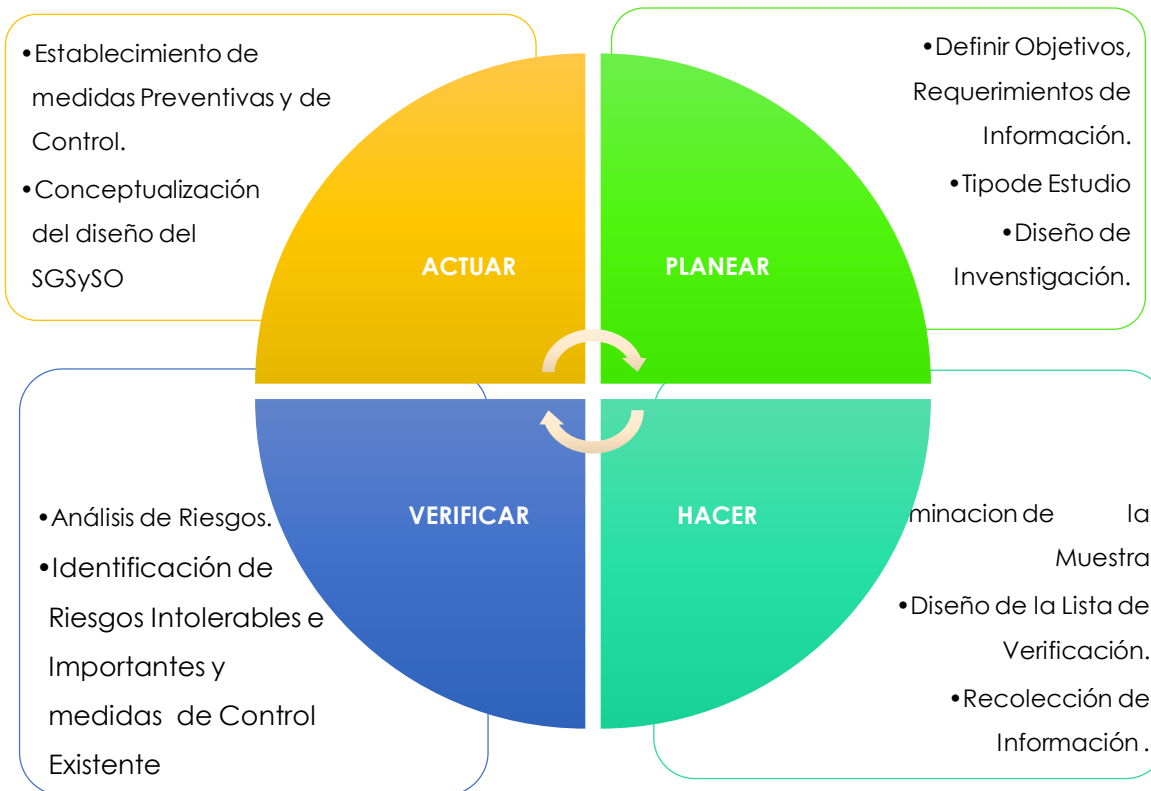 •Establecimiento de
medidas Preventivas y de
Control.
•Conceptualización
del diseño del
SGSySO
•Definir Objetivos,
Requerimientos de
Información.
•Tipode Estudio
•Diseño de
Invenstigación.
ACTUAR
PLANEAR
VERIFICAR
HACER
•Análisis de Riesgos.
•Identificación de
Riesgos Intolerables e
Importantes y
medidas de Control
Existente
minacion de la
Muestra
•Diseño de la Lista de
Verificación.
•Recolección de
Información .